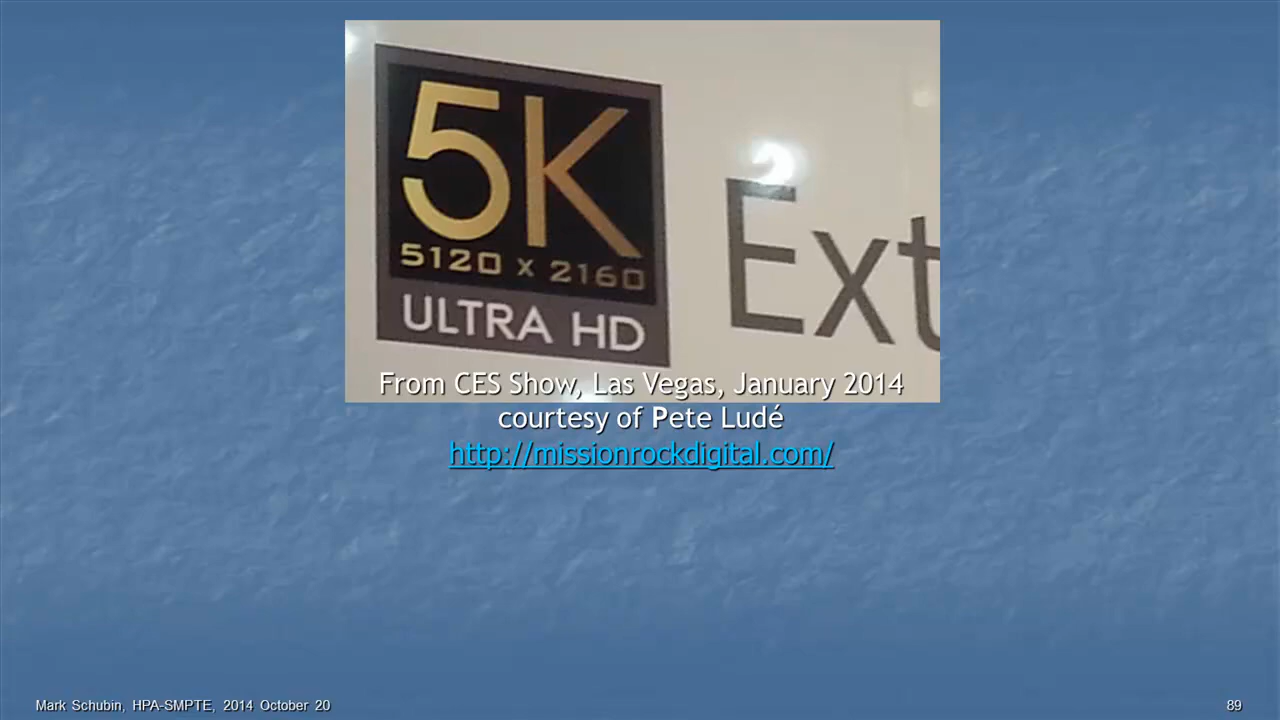 5K
5120 x 2160
ULTRA HD
Ext
From CES Show, Las Vegas, January 2014
courtesy of Pete Ludé
http://missionrockdigital.com/
Mark Schubin, HPA-SMPTE, 2014 October 20
89